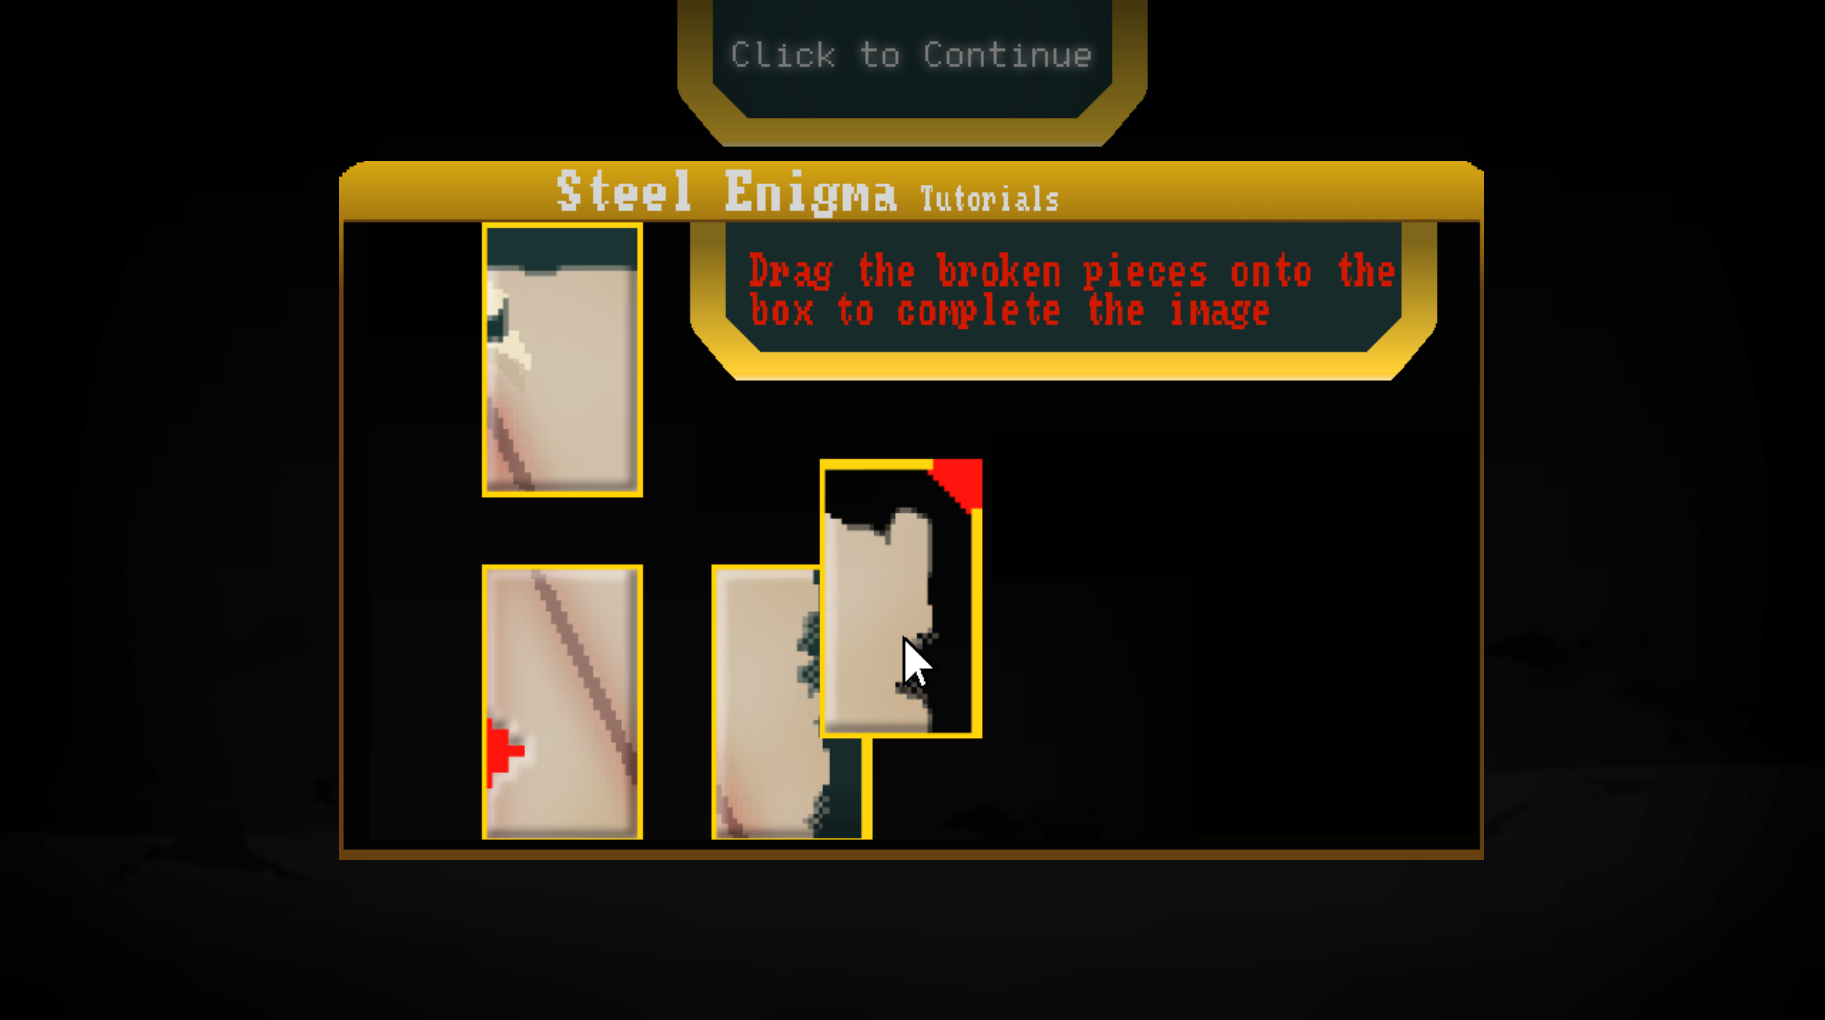 Click to Continue
Steel Enigma Tutorials
Drag the broken pieces onto the
box to complete the image